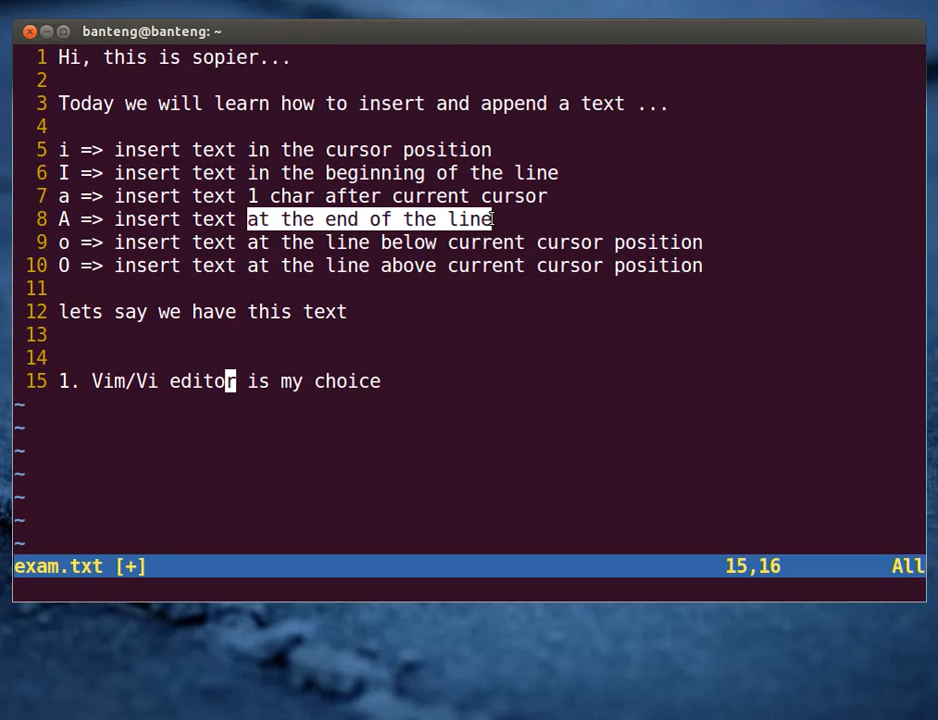 banteng@banteng: ~
1 Hi, this is sopier...
2
3 Today we will learn how to insert and append a text ...
4
5 i => insert text in the cursor position
6 I => insert text in the beginning of the line
7 a => insert text 1 char after current cursor
8 A => insert text at the end of the line
9 o => insert text at the line below current cursor position
10 O => insert text at the line above current cursor position
11
12 lets say we have this text
13
14
15 1. Vim/Vi editor is my choice
~
~
~
~
~
~
~
exam.txt [+] 15,16 All